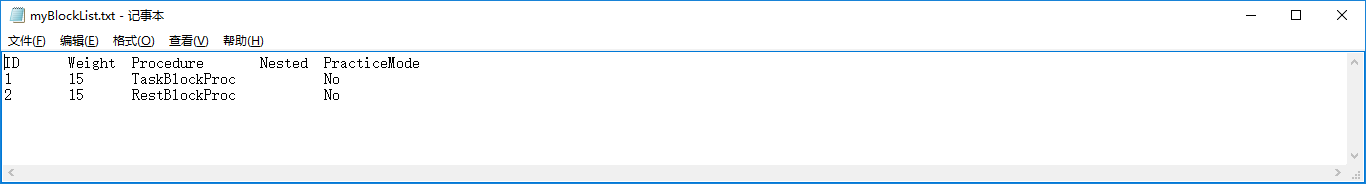 myBlockList.txt - 记事本
文件(F) 编辑(E) 格式(O) 查看(V) 帮助(H)
ID Weight Procedure Nested PracticeMode
1 15 TaskBlockProc No
2 15 RestBlockProc No